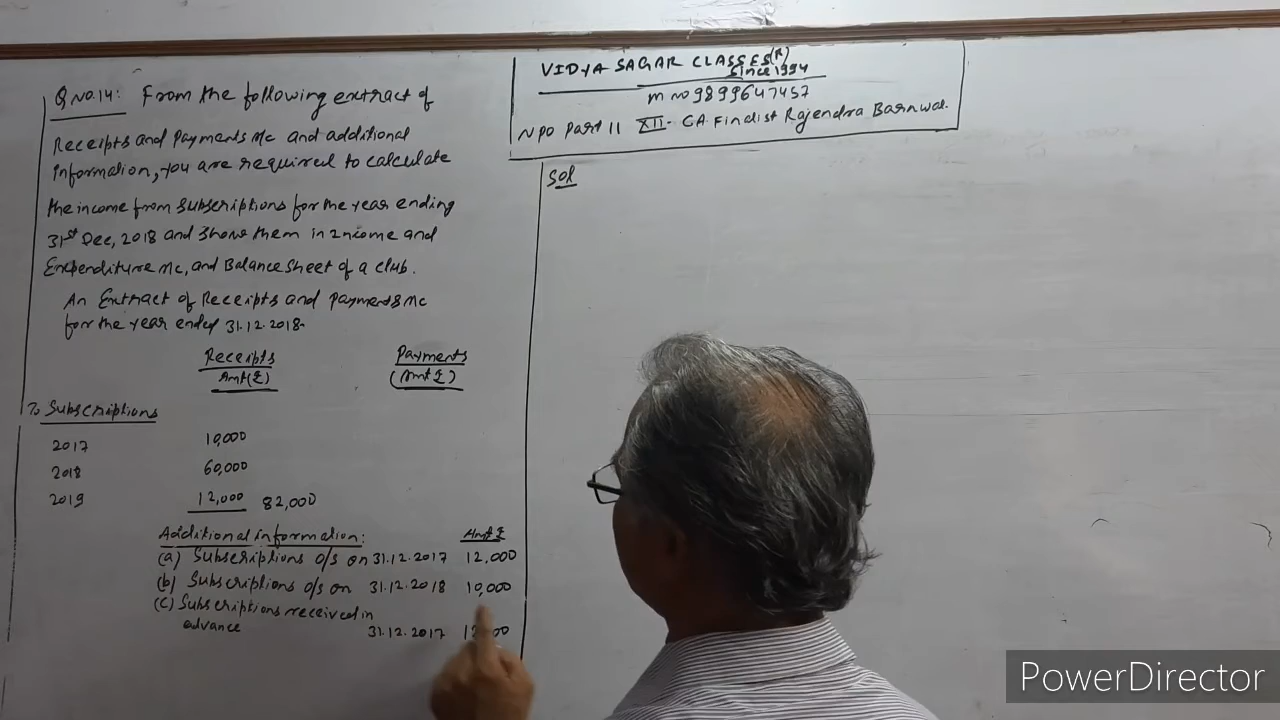 Q No.14: From the following extract of
Receipts and Payments A/c and additional
Information, you are required to calculate
the income from subscriptions for the year ending
31st Dec, 2018 and show them in Income and
Expenditure A/c, and Balance Sheet of a club.
An Extract of Receipts and Payments A/c
for the year ended 31.12.2018-
Receipts Payments
Amt(₹) (Amt ₹)
To Subscriptions
2017 10,000
2018 60,000
2019 12,000 82,000
Additional information: Amt ₹
(a) Subscriptions o/s on 31.12.2017 12,000
(b) Subscriptions o/s on 31.12.2018 10,000
(c) Subscriptions received in
advance 31.12.2017
VIDYA SAGAR CLASSES(R)
Since 1994
m no 9899647457
NPO Part 11 XII- CA Finalist Rajendra Barnwal.
Sol
PowerDirector